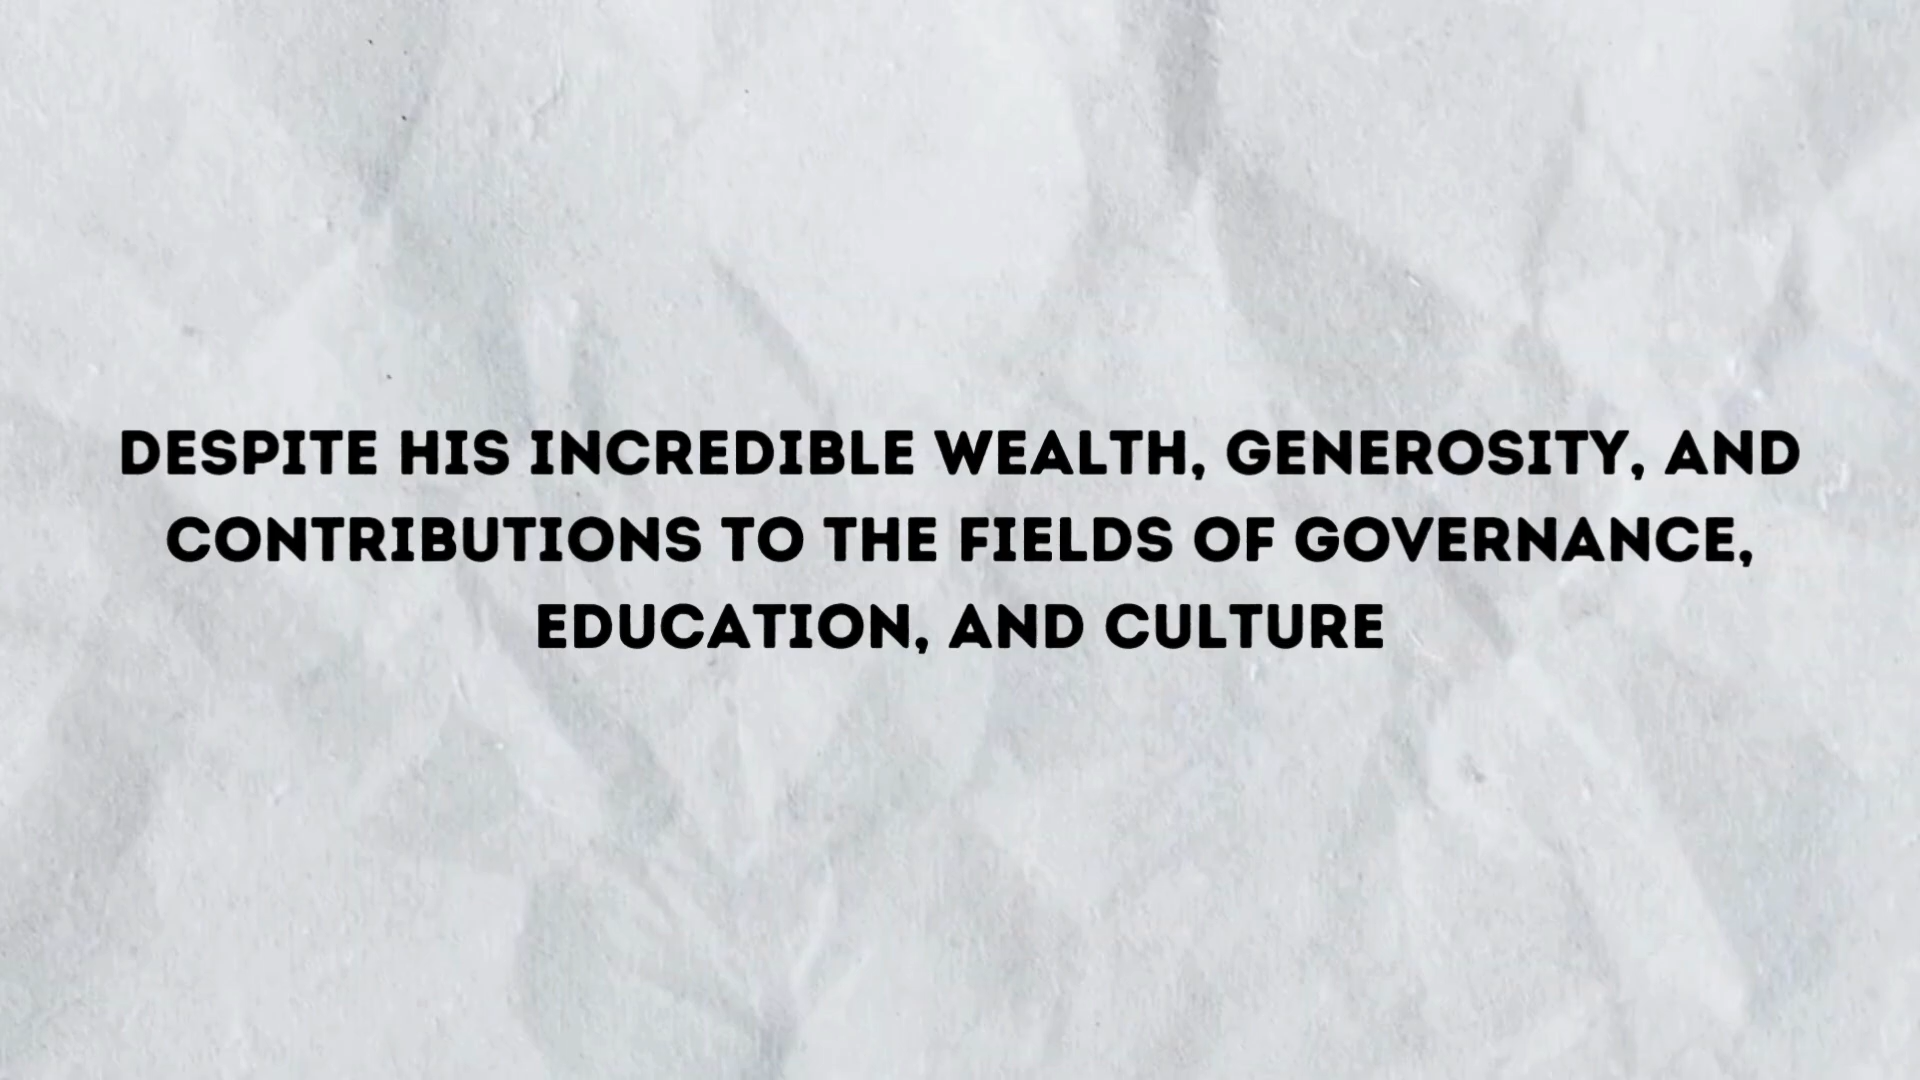 DESPITE HIS INCREDIBLE WEALTH, GENEROSITY, AND
CONTRIBUTIONS TO THE FIELDS OF GOVERNANCE,
EDUCATION, AND CULTURE